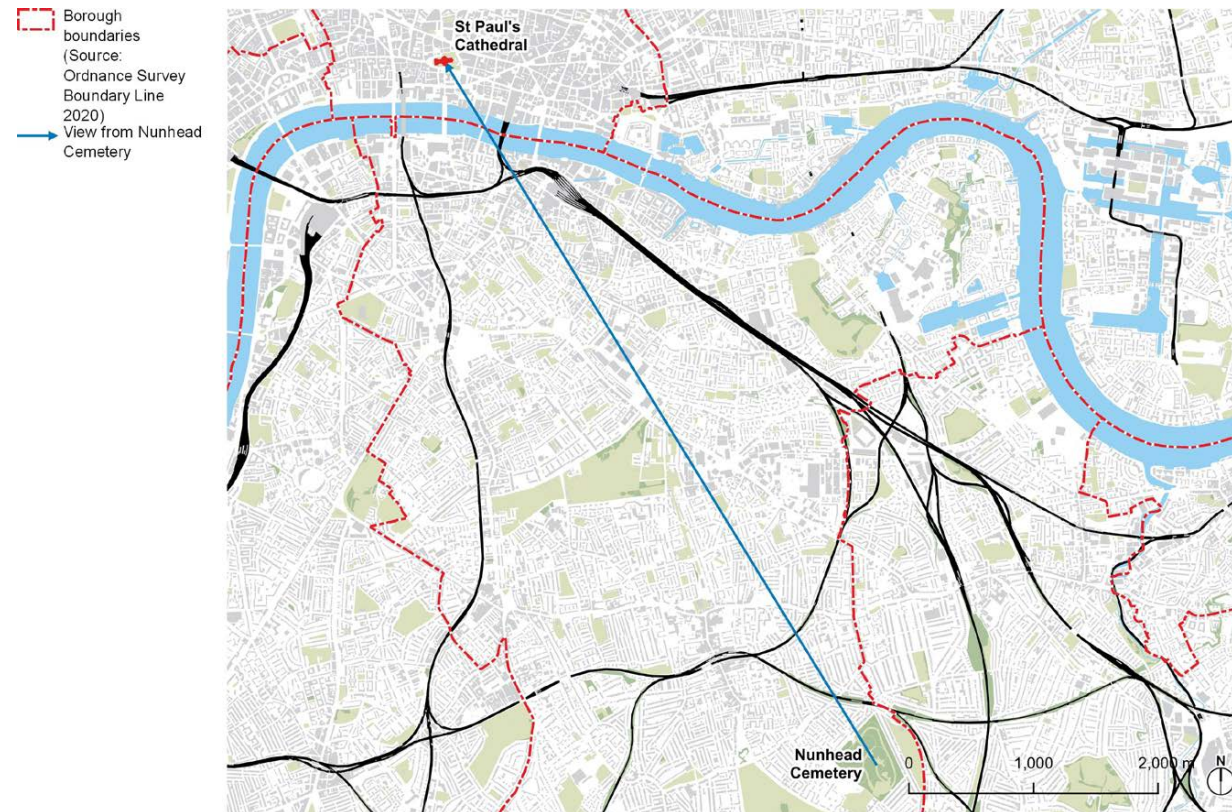 Borough
boundaries
(Source:
Ordnance Survey
Boundary Line
2020)
View from Nunhead
Cemetery
St Paul's
Cathedral
Nunhead
Cemetery
0 1,000 2,000 m
N